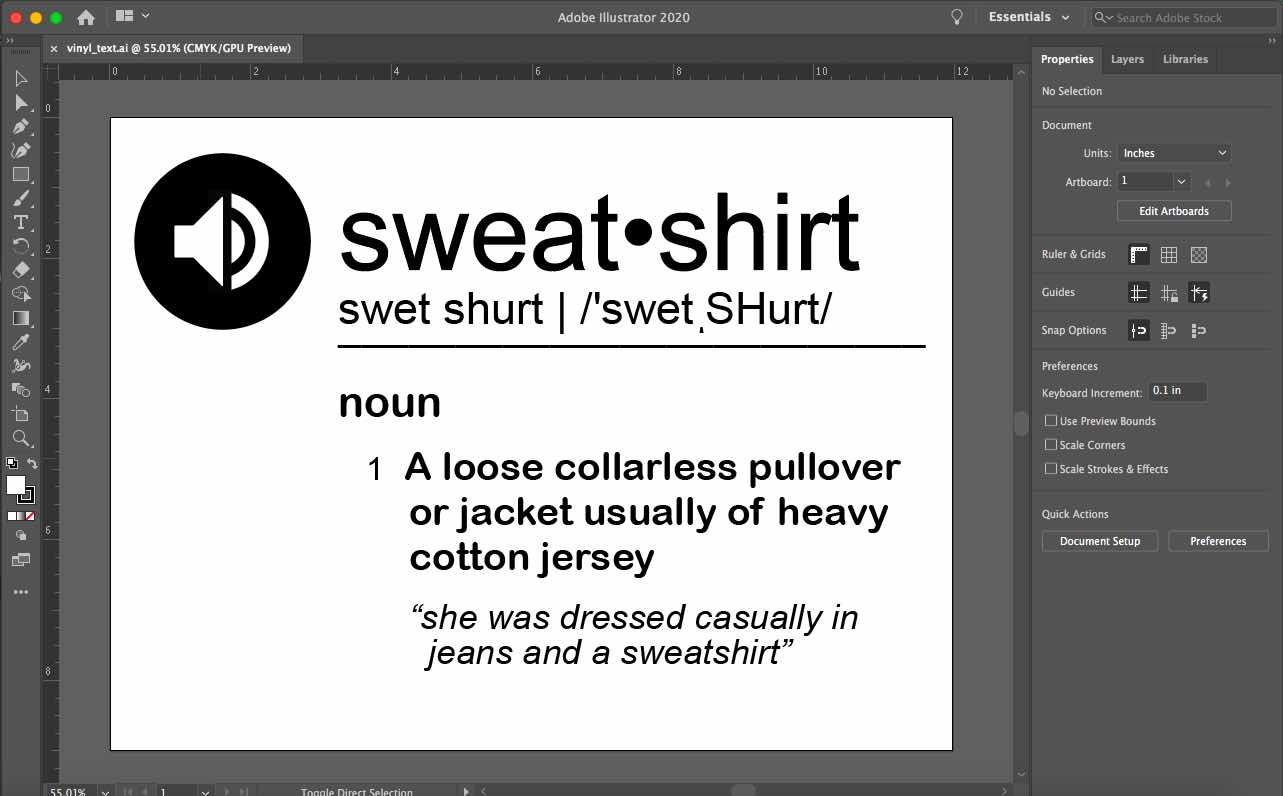 Adobe Illustrator 2020
Essentials
Search Adobe Stock
vinyl_text.ai @ 55.01% (CMYK/GPU Preview)
0 2 4 6 8 10 12
0
2
4
6
8
sweat•shirt
swet shurt | /'swet ˌSHurt/
noun
1 A loose collarless pullover
or jacket usually of heavy
cotton jersey
“she was dressed casually in
jeans and a sweatshirt”
Properties Layers Libraries
No Selection
Document
Units: Inches
Artboard: 1
Edit Artboards
Ruler & Grids
Guides
Snap Options
Preferences
Keyboard Increment: 0.1 in
Use Preview Bounds
Scale Corners
Scale Strokes & Effects
Quick Actions
Document Setup Preferences
55.01% 1 Toggle Direct Selection